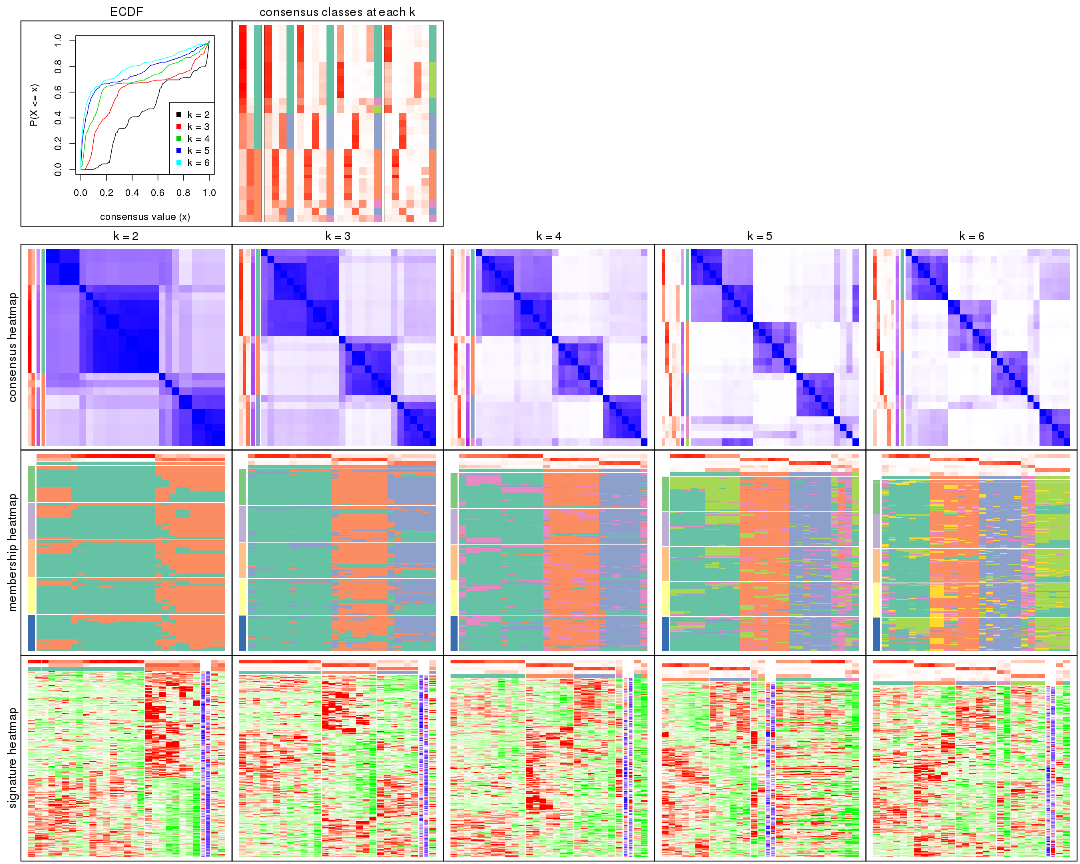 ECDF
consensus classes at each k
P(X <= x)
0.0 0.2 0.4 0.6 0.8 1.0
k = 2
k = 3
k = 4
k = 5
k = 6
0.0 0.2 0.4 0.6 0.8 1.0
consensus value (x)
k = 2 k = 3 k = 4 k = 5 k = 6
consensus heatmap
membership heatmap
signature heatmap